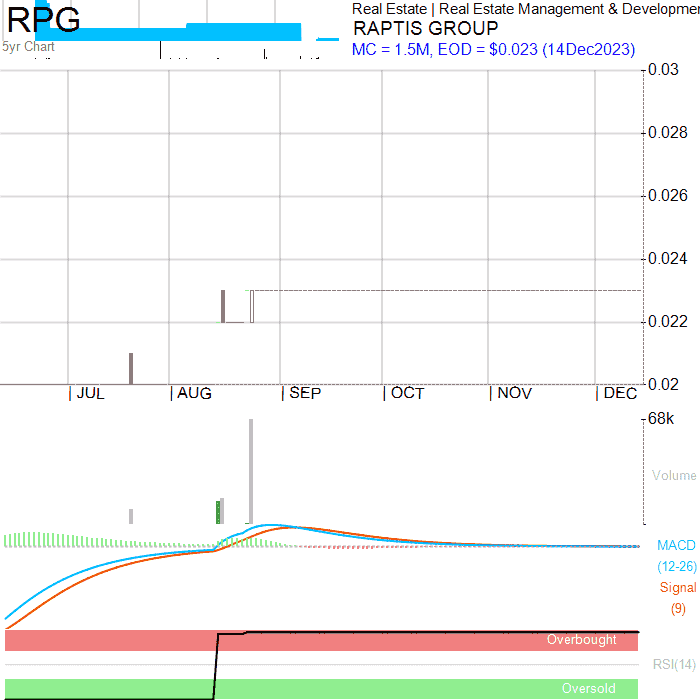 RPG
5yr Chart
Real Estate | Real Estate Management & Developmen
RAPTIS GROUP
MC = 1.5M, EOD = $0.023 (14Dec2023)
0.03
0.028
0.026
0.024
0.022
0.02
JUL AUG SEP OCT NOV DEC
68k
Volume
MACD
(12-26)
Signal
(9)
Overbought
RSI(14)
Oversold